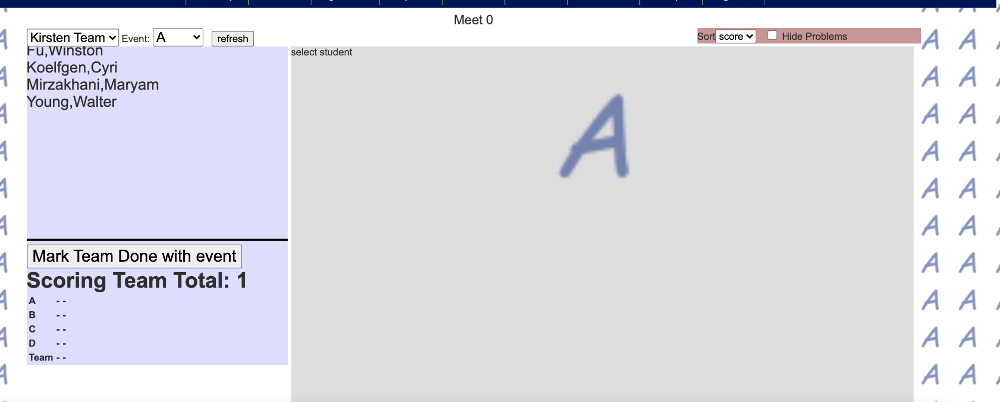 Meet 0
Kirsten Team Event: A refresh
Sort score Hide Problems
Fu,Winston
Koelfgen,Cyri
Mirzakhani,Maryam
Young,Walter
select student
A
Mark Team Done with event
Scoring Team Total: 1
A - -
B - -
C - -
D - -
Team - -